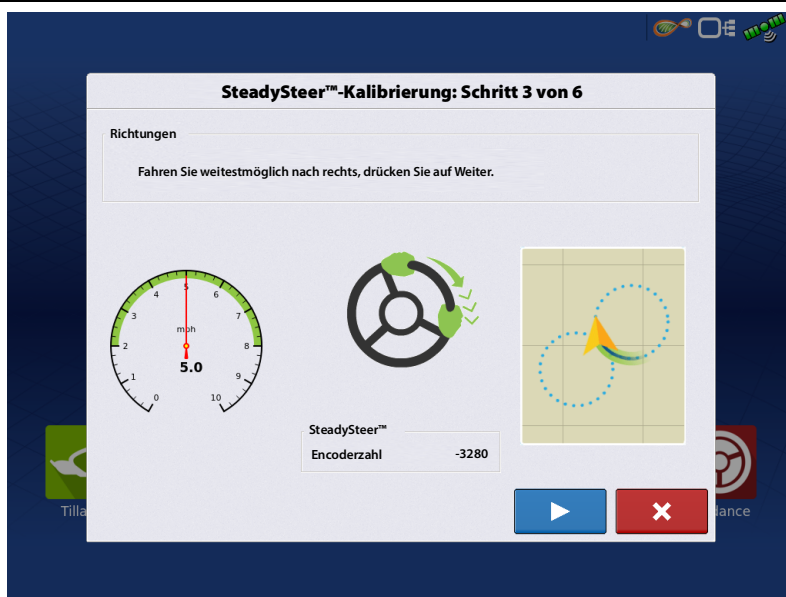 SteadySteer™-Kalibrierung: Schritt 3 von 6
Richtungen
Fahren Sie weitestmöglich nach rechts, drücken Sie auf Weiter.
0
1
2
3
4
5
6
7
8
9
10
mph
5.0
SteadySteer™
Encoderzahl -3280
Tilla
dance